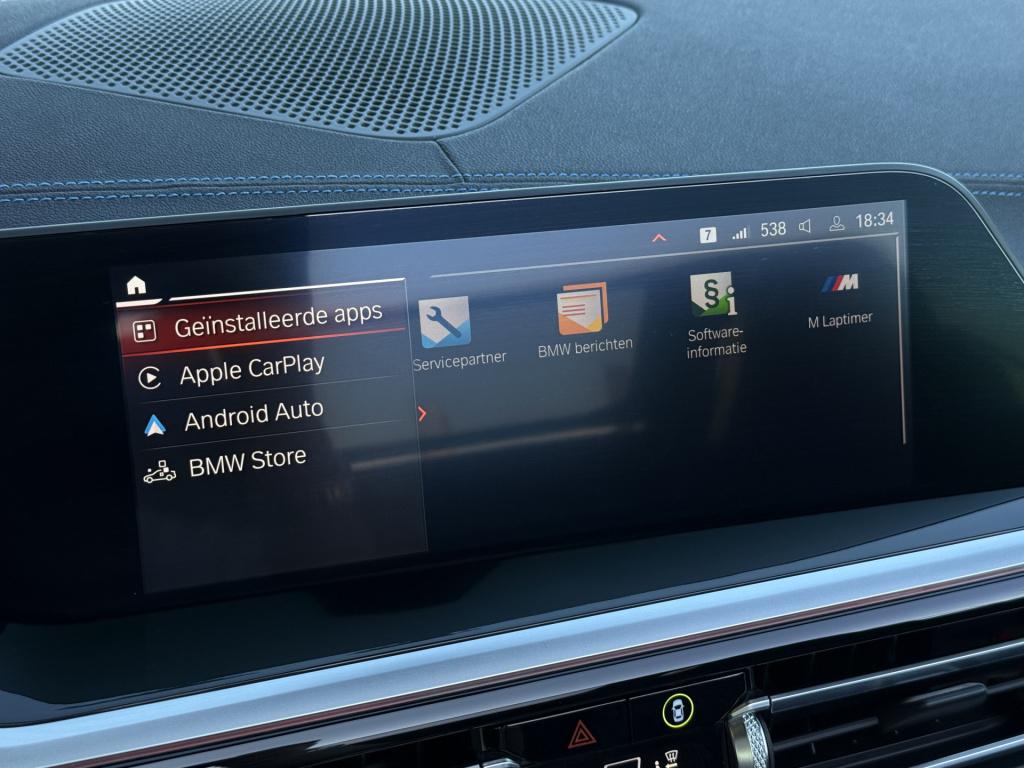 7 538 18:34
Geïnstalleerde apps
Apple CarPlay
Android Auto
BMW Store
Servicepartner
BMW berichten
§ i
Software-
informatie
M
M Laptimer